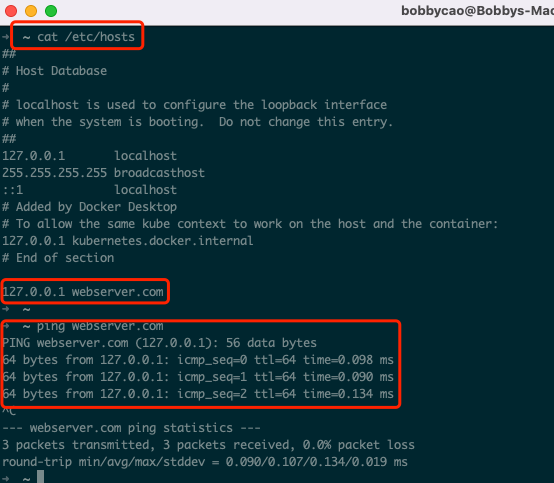 bobbycao@Bobbys-Mac
➜ ~ cat /etc/hosts
##
# Host Database
#
# localhost is used to configure the loopback interface
# when the system is booting. Do not change this entry.
##
127.0.0.1 localhost
255.255.255.255 broadcasthost
::1 localhost
# Added by Docker Desktop
# To allow the same kube context to work on the host and the container:
127.0.0.1 kubernetes.docker.internal
# End of section
127.0.0.1 webserver.com
➜ ~
➜ ~ ping webserver.com
PING webserver.com (127.0.0.1): 56 data bytes
64 bytes from 127.0.0.1: icmp_seq=0 ttl=64 time=0.098 ms
64 bytes from 127.0.0.1: icmp_seq=1 ttl=64 time=0.090 ms
64 bytes from 127.0.0.1: icmp_seq=2 ttl=64 time=0.134 ms
^C
--- webserver.com ping statistics ---
3 packets transmitted, 3 packets received, 0.0% packet loss
round-trip min/avg/max/stddev = 0.090/0.107/0.134/0.019 ms
➜ ~